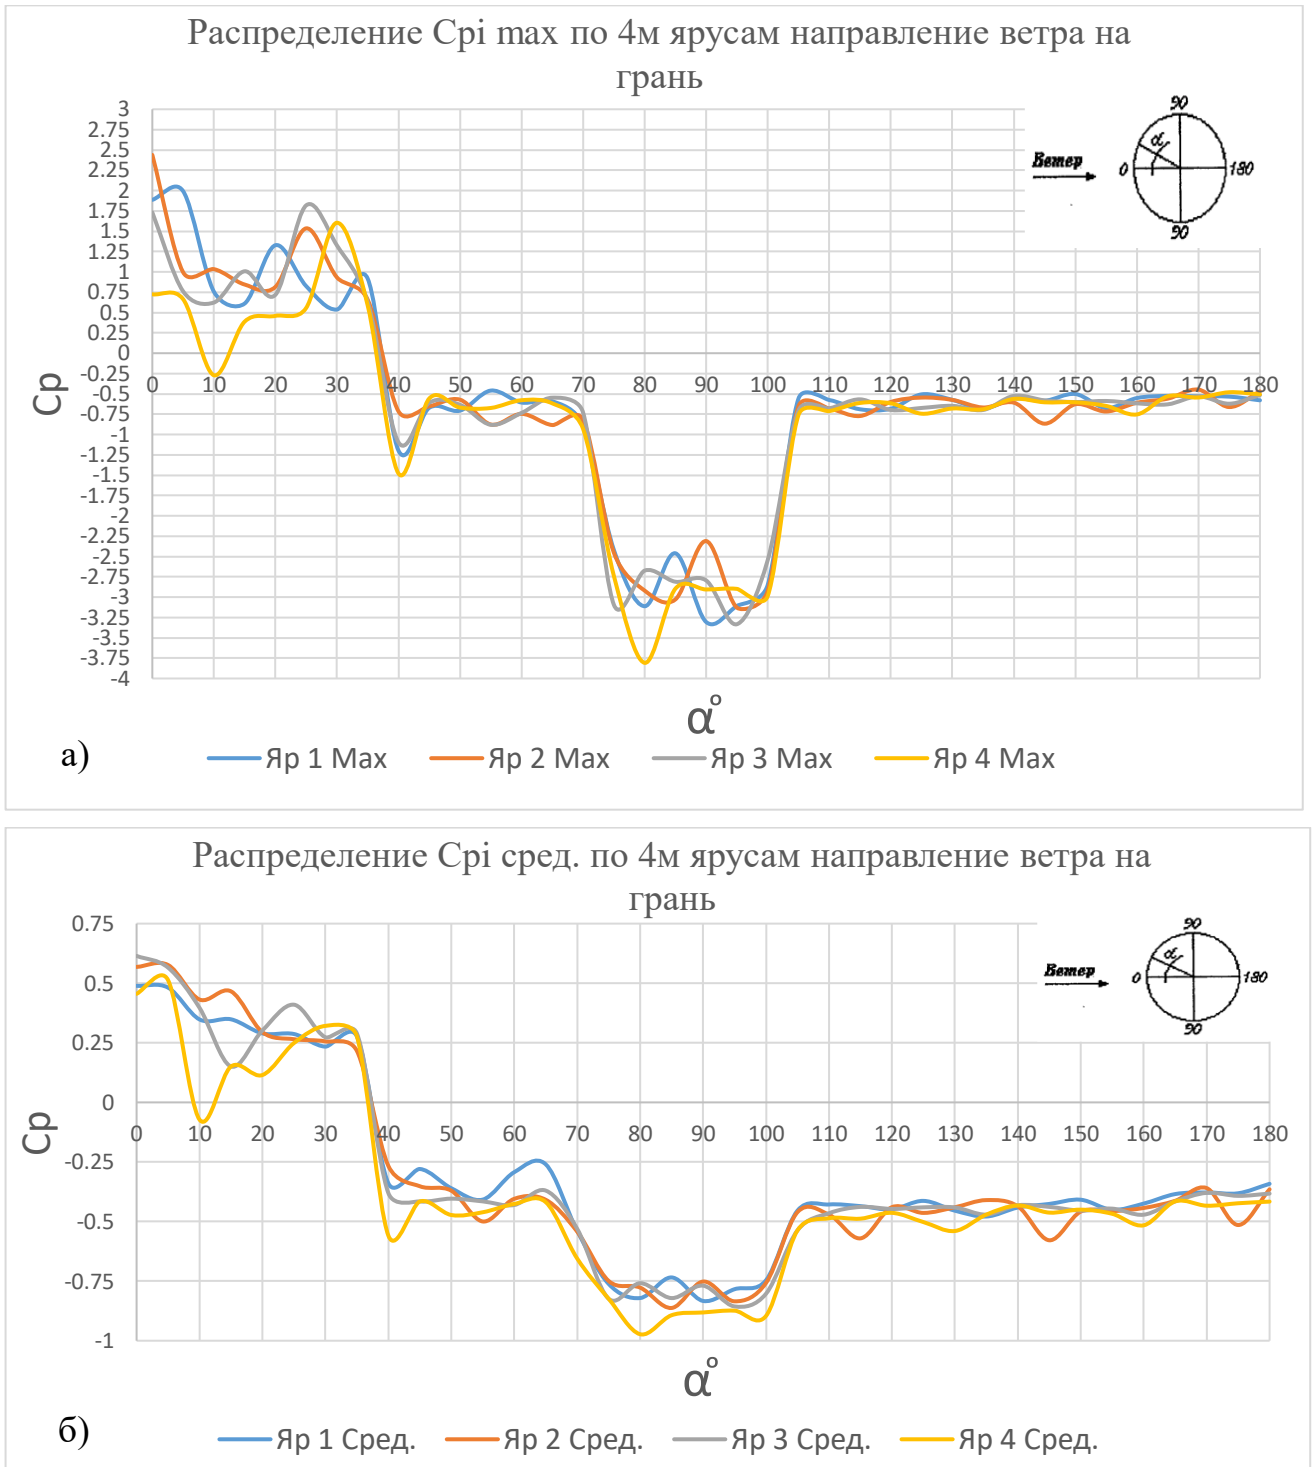 Распределение Cpi max по 4м ярусам направление ветра на
грань
3
2.75
2.5
2.25
2
1.75
1.5
1.25
1
0.75
0.5
0.25
0
-0.25
-0.5
-0.75
-1
-1.25
-1.5
-1.75
-2
-2.25
-2.5
-2.75
-3
-3.25
-3.5
-3.75
-4
Ср
0 10 20 30 40 50 60 70 80 90 100 110 120 130 140 150 160 170 180
90
α
Ветер
0
180
90
α°
а)
Яр 1 Max Яр 2 Max Яр 3 Max Яр 4 Max
Распределение Cpi сред. по 4м ярусам направление ветра на
грань
0.75
0.5
0.25
0
-0.25
-0.5
-0.75
-1
Ср
0 10 20 30 40 50 60 70 80 90 100 110 120 130 140 150 160 170 180
90
α
Ветер
0
180
90
α°
б)
Яр 1 Сред. Яр 2 Сред. Яр 3 Сред. Яр 4 Сред.